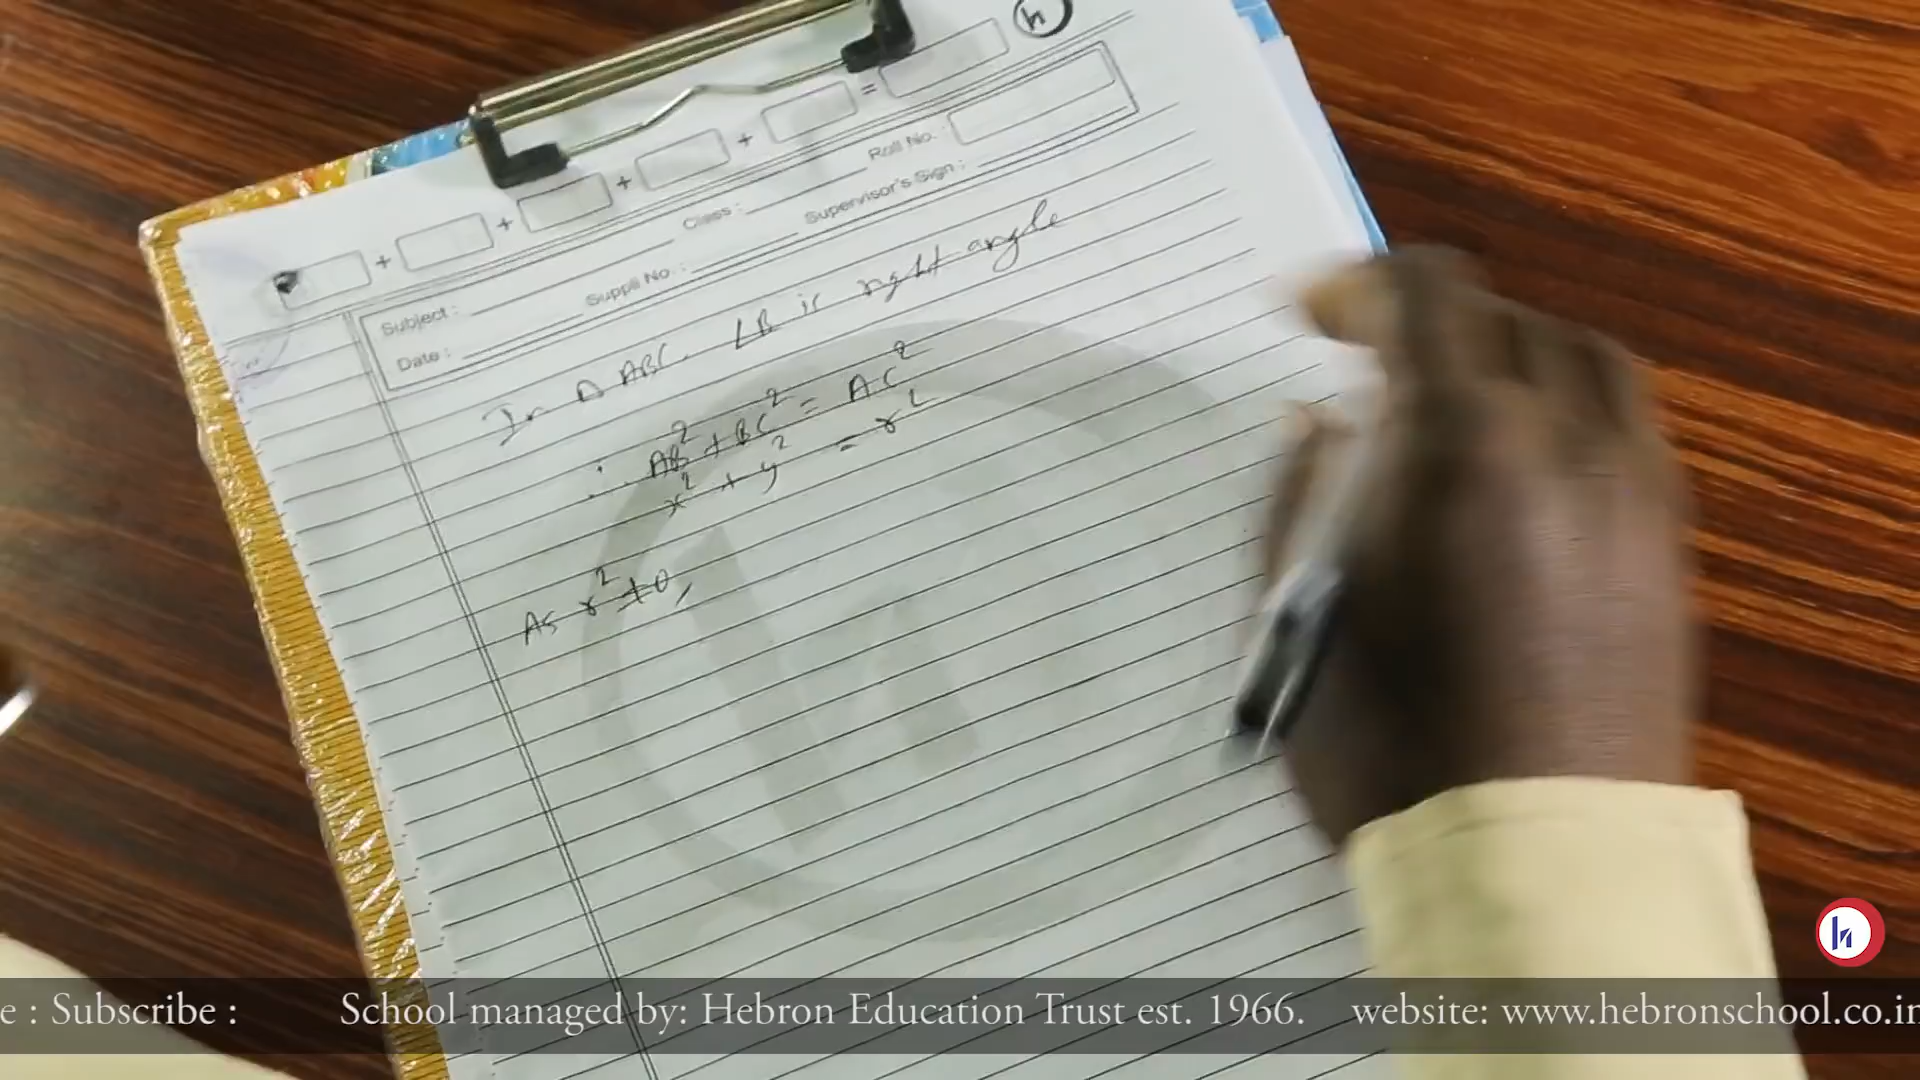 h
+ + + + =
Subject : Class : Roll No. :
Date : Suppli No. : Supervisor's Sign :
In Δ ABC, ∠B is right angle
∴ AB² + BC² = AC²
x² + y² = r²
As r² ≠ 0,
e : Subscribe : School managed by: Hebron Education Trust est. 1966. website: www.hebronschool.co.in